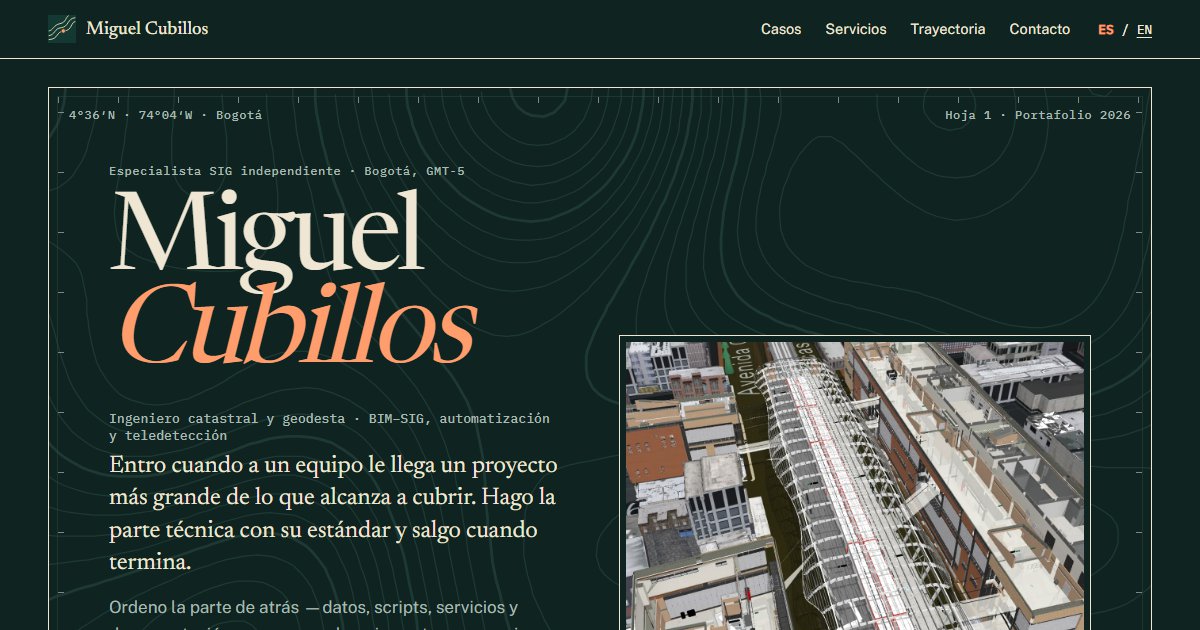 Miguel Cubillos
Casos Servicios Trayectoria Contacto ES / EN
4°36′N · 74°04′W · Bogotá
Hoja 1 · Portafolio 2026
Especialista SIG independiente · Bogotá, GMT-5
Miguel
Cubillos
Ingeniero catastral y geodesta · BIM–SIG, automatización
y teledetección
Entro cuando a un equipo le llega un proyecto
más grande de lo que alcanza a cubrir. Hago la
parte técnica con su estándar y salgo cuando
termina.
Ordeno la parte de atrás —datos, scripts, servicios y
Avenida